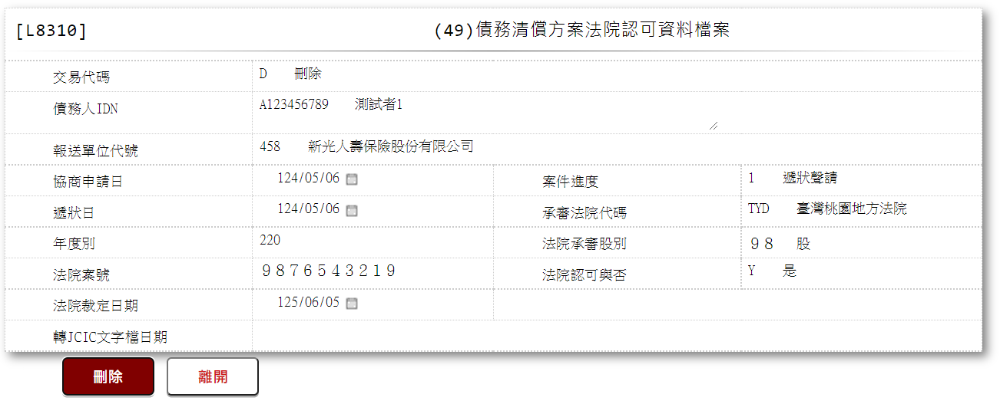 [L8310] (49)債務清償方案法院認可資料檔案
交易代碼 D 刪除
債務人IDN A123456789 測試者1
報送單位代號 458 新光人壽保險股份有限公司
協商申請日 124/05/06 案件進度 1 遞狀聲請
遞狀日 124/05/06 承審法院代碼 TYD 臺灣桃園地方法院
年度別 220 法院承審股別 98 股
法院案號 9876543219 法院認可與否 Y 是
法院裁定日期 125/06/05
轉JCIC文字檔日期
刪除 離開